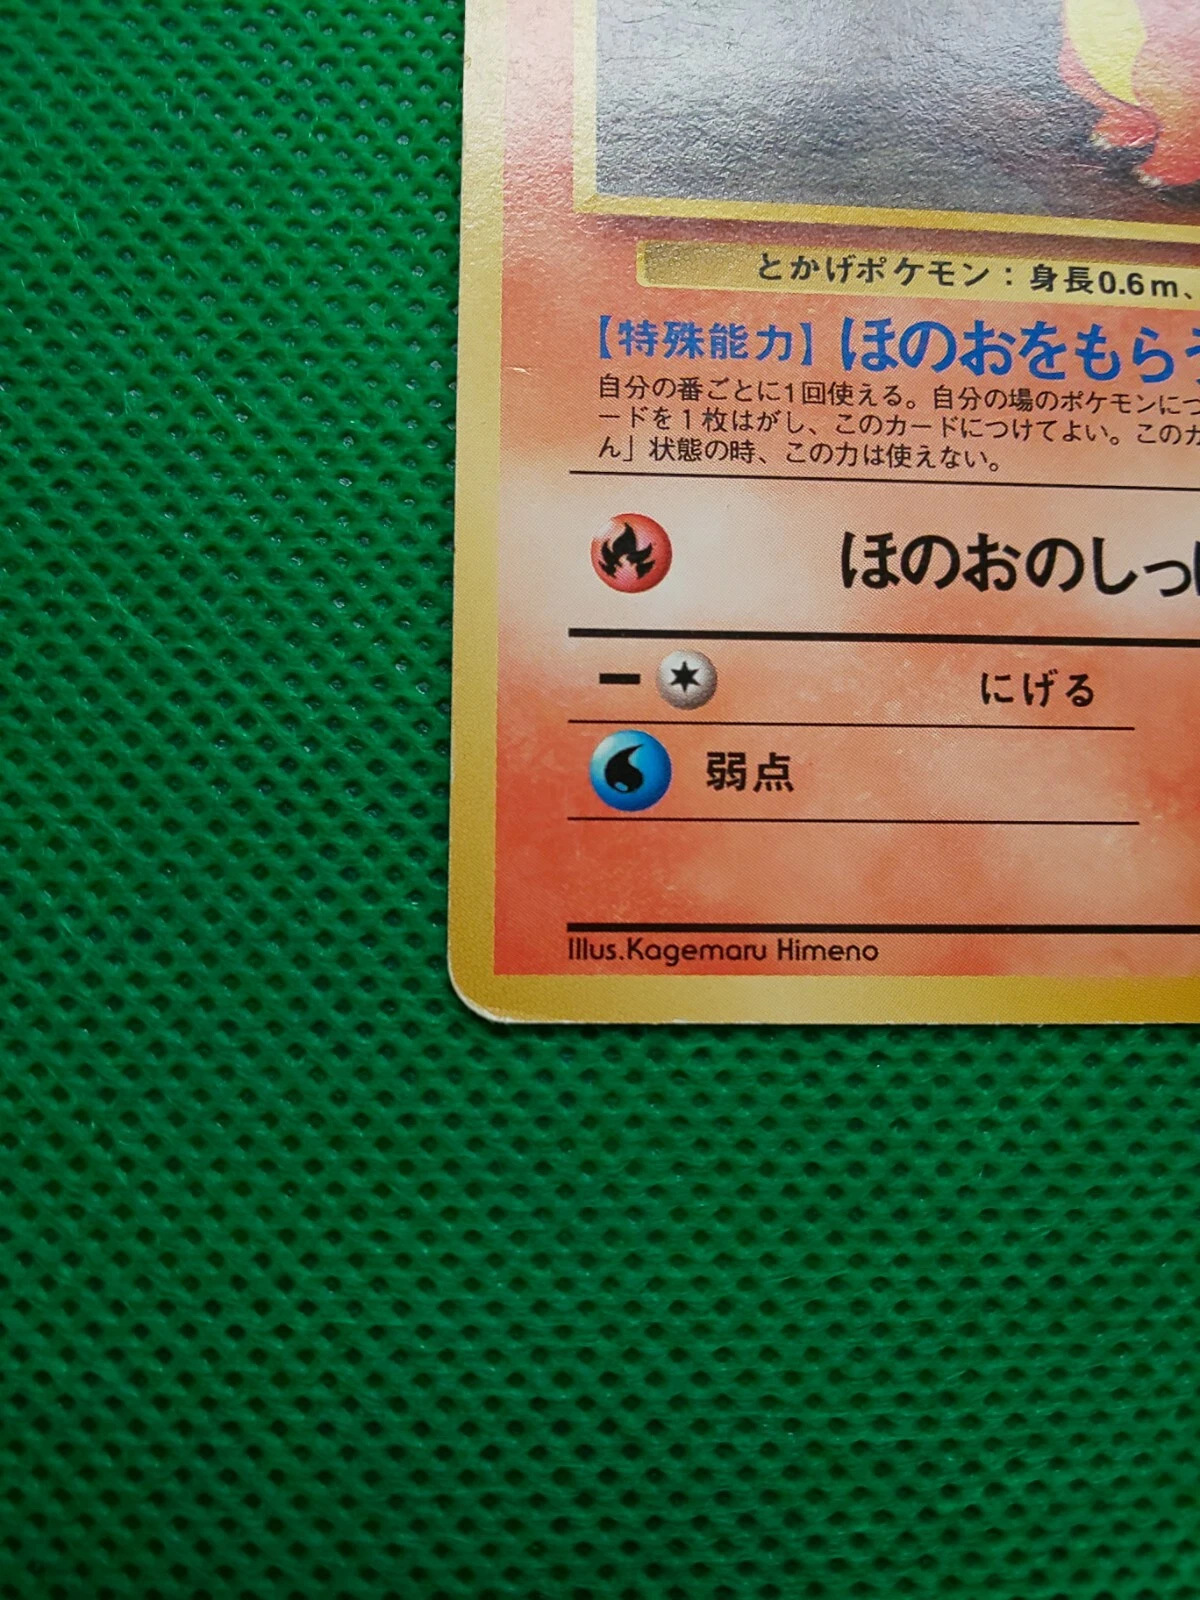 とかげポケモン：身長0.6m、
【特殊能力】ほのおをもらう
自分の番ごとに1回使える。自分の場のポケモンにつ
ードを１枚はがし、このカードにつけてよい。このカ
ん」状態の時、この力は使えない。
ほのおのしっ
ー にげる
弱点
Illus.Kagemaru Himeno